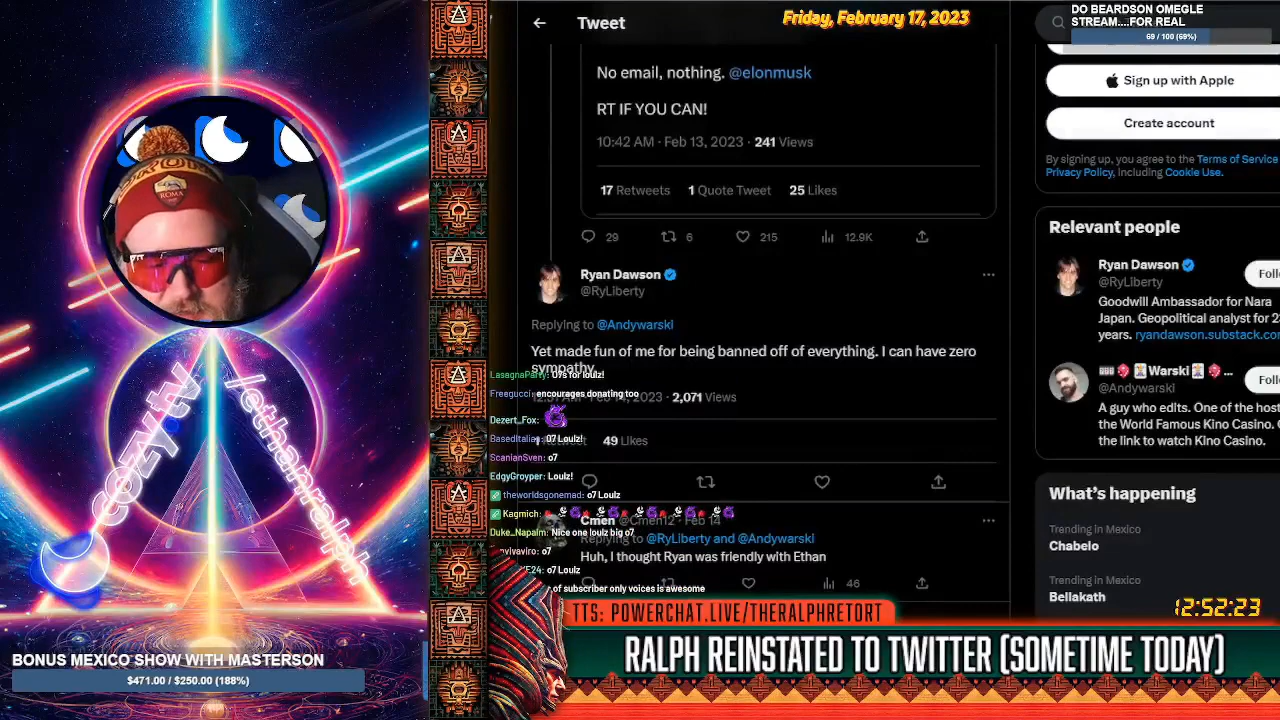 Friday, February 17, 2023
DO BEARDSON OMEGLE
STREAM....FOR REAL
69 / 100 (69%)
Tweet
No email, nothing. @elonmusk
RT IF YOU CAN!
10:42 AM · Feb 13, 2023 · 241 Views
17 Retweets 1 Quote Tweet 25 Likes
29 6 215 12.9K
Ryan Dawson
@RyLiberty
Replying to @Andywarski
Yet made fun of me for being banned off of everything. I can have zero
sympathy.
2023 · 2,071 Views
49 Likes
Cmen @Cmen12 · Feb 14
Replying to @RyLiberty and @Andywarski
Huh, I thought Ryan was friendly with Ethan
46
LasagnaParty: for loulz!
Freegucci: encourages donating too
Dezert_Fox:
BasedItalian: O7 Loulz!
ScanianSven: o7
EdgyGroyper: Loulz!
theworldsgonemad: o7 Loulz
Kagmich:
Duke_Napalm: Nice one loulz big o7
o7
o7 Loulz
of subscriber only voices is awesome
Sign up with Apple
Create account
By signing up, you agree to the Terms of Service
Privacy Policy, including Cookie Use.
Relevant people
Ryan Dawson
@RyLiberty
Goodwill Ambassador for Nara
Japan. Geopolitical analyst for 23
years. ryandawson.substack.co
Warski ...
@Andywarski
A guy who edits. One of the host
the World Famous Kino Casino.
the link to watch Kino Casino.
What's happening
Trending in Mexico
Chabelo
Trending in Mexico
Bellakath
12:52:23
ROMA
cozy.tv
/ethanralph
BONUS MEXICO SHOW WITH MASTERSON
$471.00 / $250.00 (188%)
TTS: POWERCHAT.LIVE/THERALPHRETORT
RALPH REINSTATED TO TWITTER (SOMETIME TODAY)